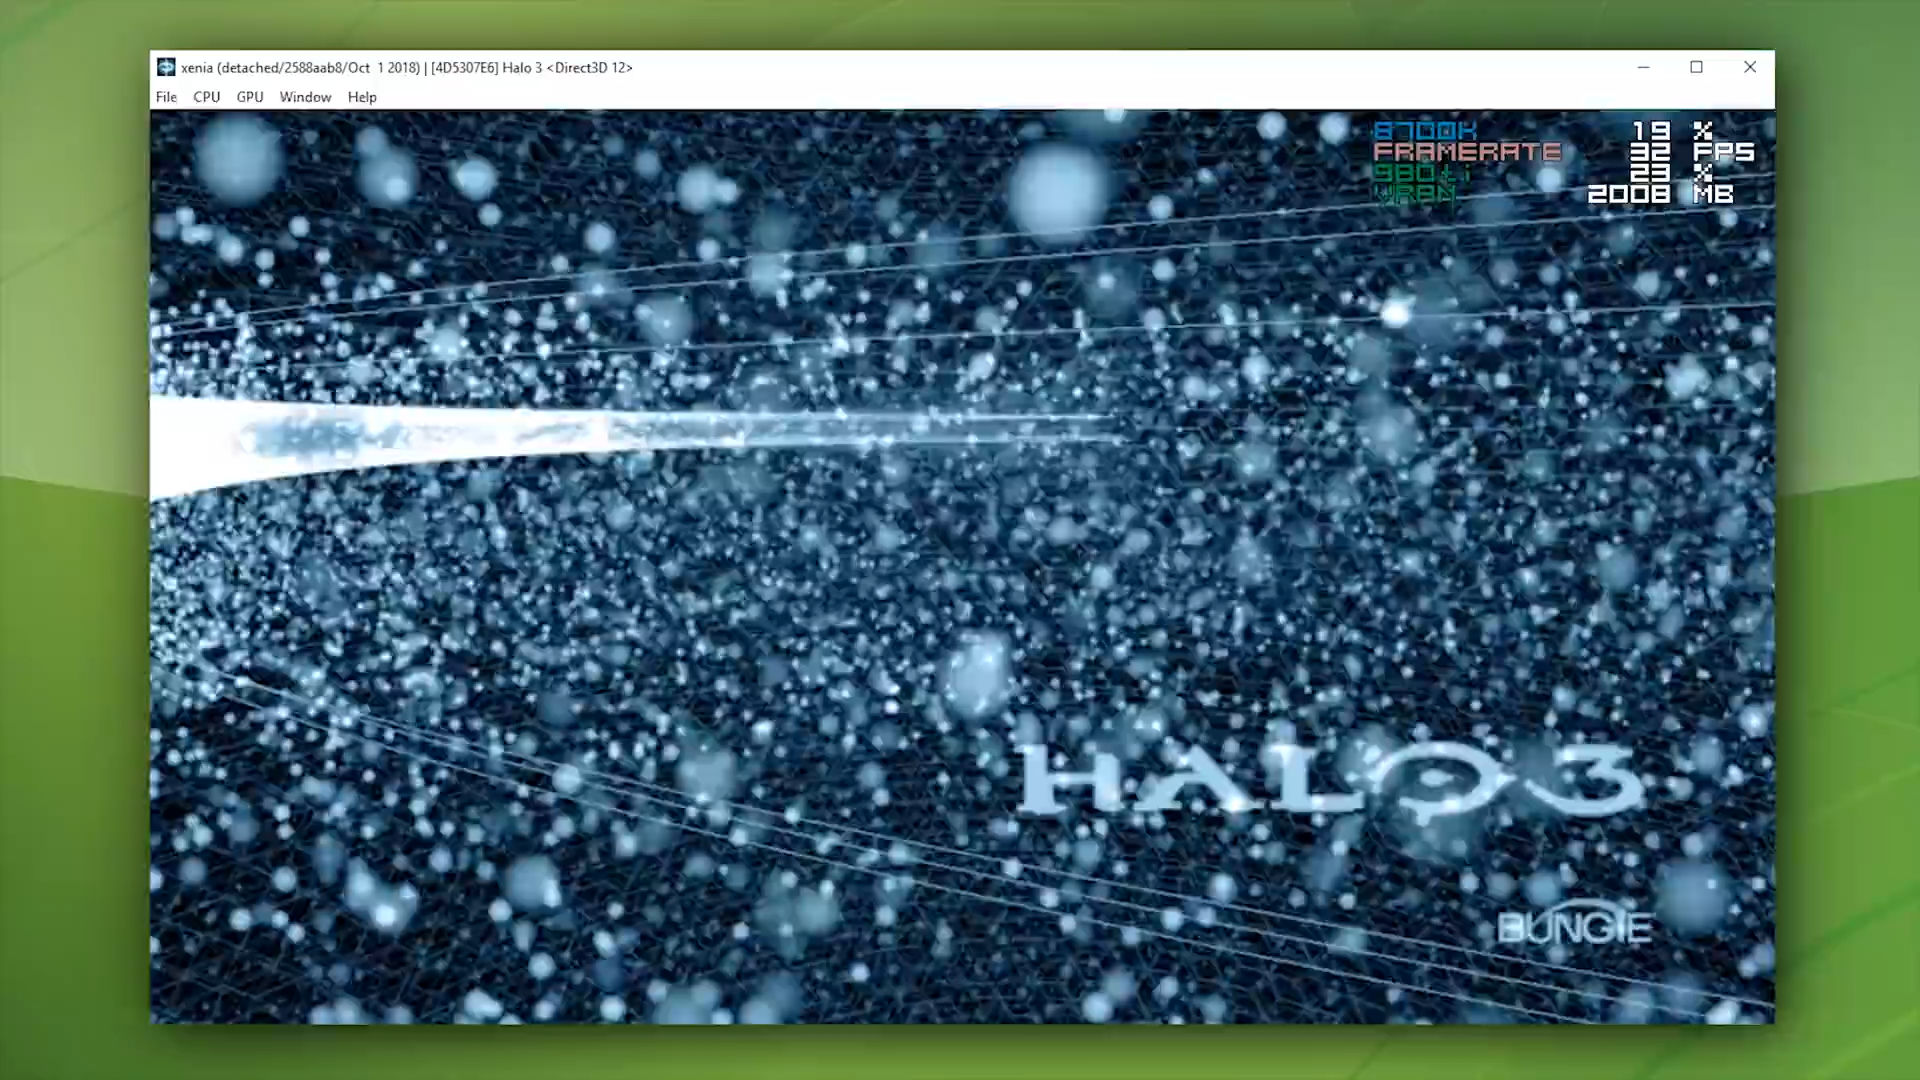 xenia (detached/2588aab8/Oct 1 2018) | [4D5307E6] Halo 3 <Direct3D 12>
File CPU GPU Window Help
8700K 19 %
FRAMERATE 32 FPS
980ti 23 %
VRAM 2008 MB
HALO 3
BUNGIE